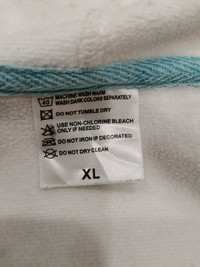 MACHINE WASH WARM
40
WASH DARK COLORS SEPARATELY
DO NOT TUMBLE DRY
USE NON-CHLORINE BLEACH
ONLY IF NEEDED
DO NOT IRON IF DECORATED
DO NOT DRY CLEAN
XL